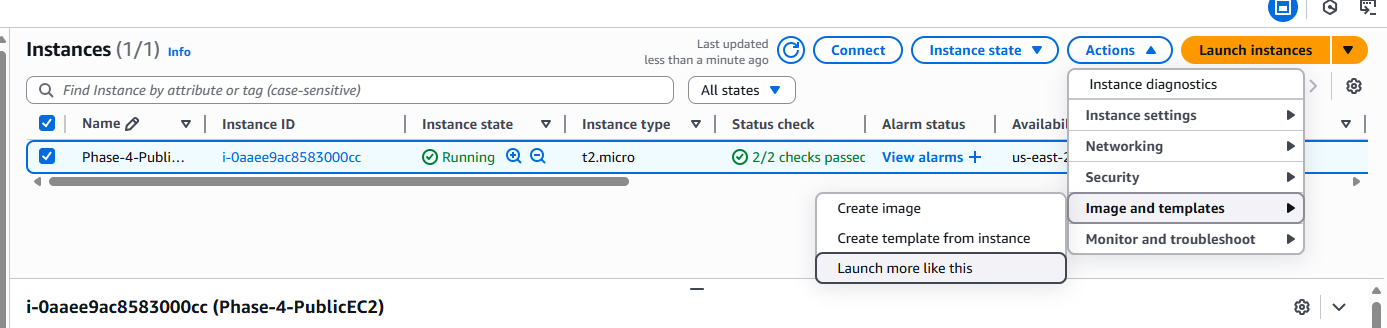 Instances (1/1) Info
Last updated
less than a minute ago
Connect
Instance state
Actions
Launch instances
Find Instance by attribute or tag (case-sensitive)
All states
Instance diagnostics
Instance settings
Networking
Security
Image and templates
Monitor and troubleshoot
Name Instance ID Instance state Instance type Status check Alarm status Availabil
Phase-4-Publi... i-0aaee9ac8583000cc Running t2.micro 2/2 checks passec View alarms + us-east-2
Create image
Create template from instance
Launch more like this
i-0aaee9ac8583000cc (Phase-4-PublicEC2)